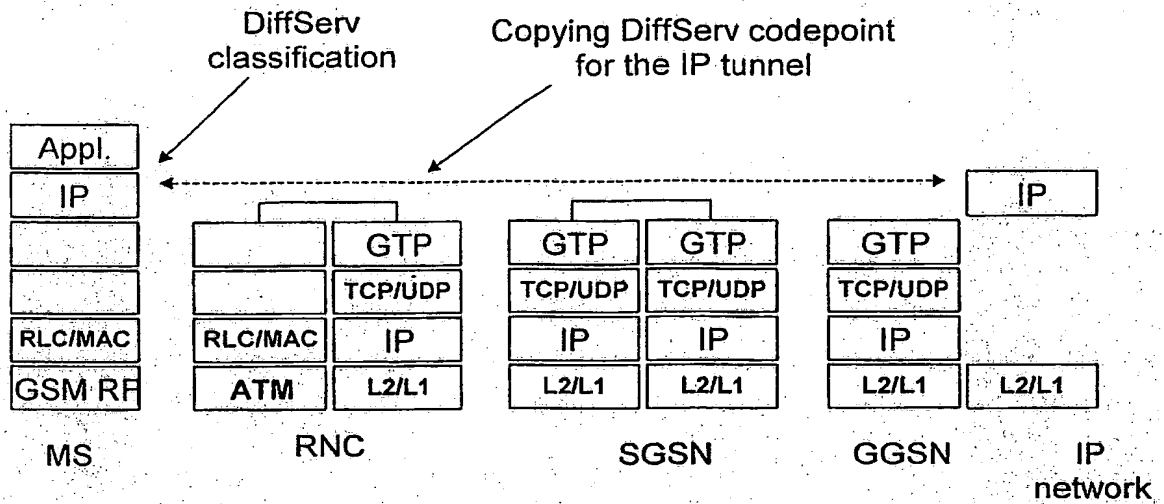 DiffServ
classification
Copying DiffServ codepoint
for the IP tunnel
Appl.
IP
IP
GTP
GTP
GTP
GTP
TCP/UDP
TCP/UDP
TCP/UDP
TCP/UDP
RLC/MAC
RLC/MAC
IP
IP
IP
IP
GSM RF
ATM
L2/L1
L2/L1
L2/L1
L2/L1
L2/L1
MS
RNC
SGSN
GGSN
IP
network